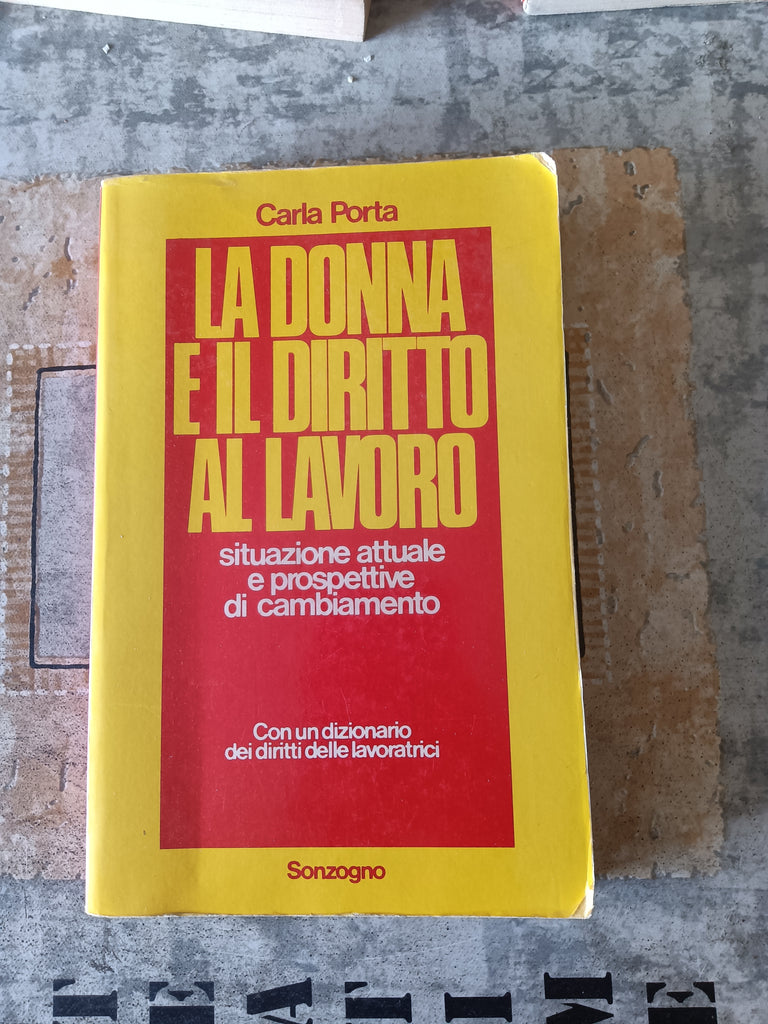 Carla Porta
LA DONNA
E IL DIRITTO
AL LAVORO
situazione attuale
e prospettive
di cambiamento
Con un dizionario
dei diritti delle lavoratrici
Sonzogno